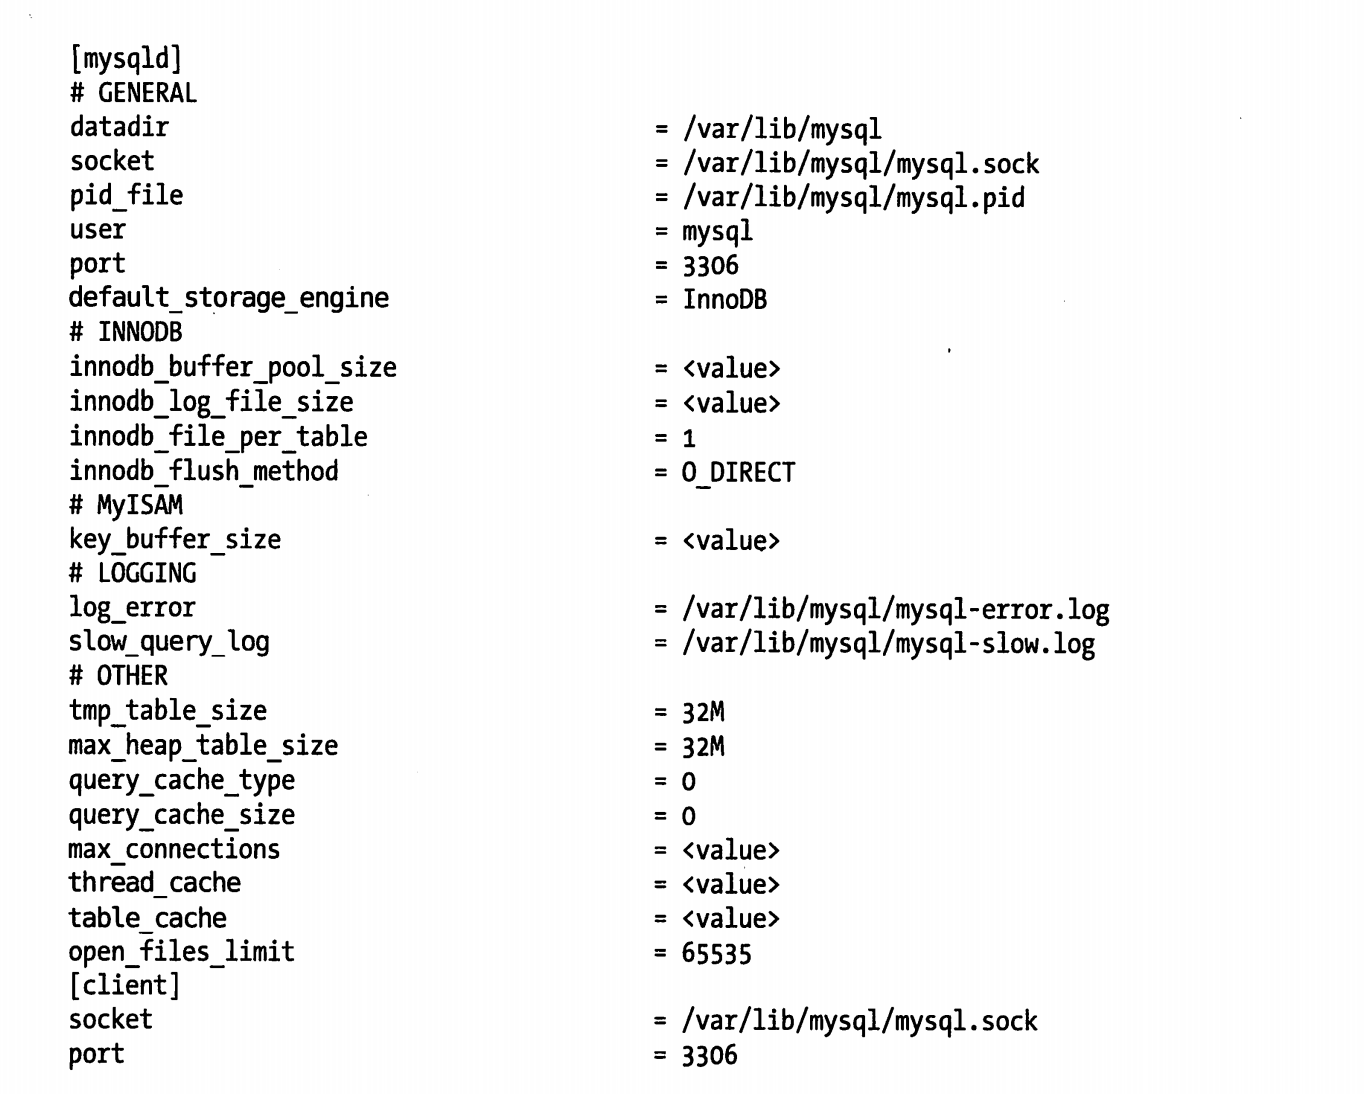 [mysqld]
# GENERAL
datadir = /var/lib/mysql
socket = /var/lib/mysql/mysql.sock
pid_file = /var/lib/mysql/mysql.pid
user = mysql
port = 3306
default_storage_engine = InnoDB
# INNODB
innodb_buffer_pool_size = <value>
innodb_log_file_size = <value>
innodb_file_per_table = 1
innodb_flush_method = O_DIRECT
# MyISAM
key_buffer_size = <value>
# LOGGING
log_error = /var/lib/mysql/mysql-error.log
slow_query_log = /var/lib/mysql/mysql-slow.log
# OTHER
tmp_table_size = 32M
max_heap_table_size = 32M
query_cache_type = 0
query_cache_size = 0
max_connections = <value>
thread_cache = <value>
table_cache = <value>
open_files_limit = 65535
[client]
socket = /var/lib/mysql/mysql.sock
port = 3306